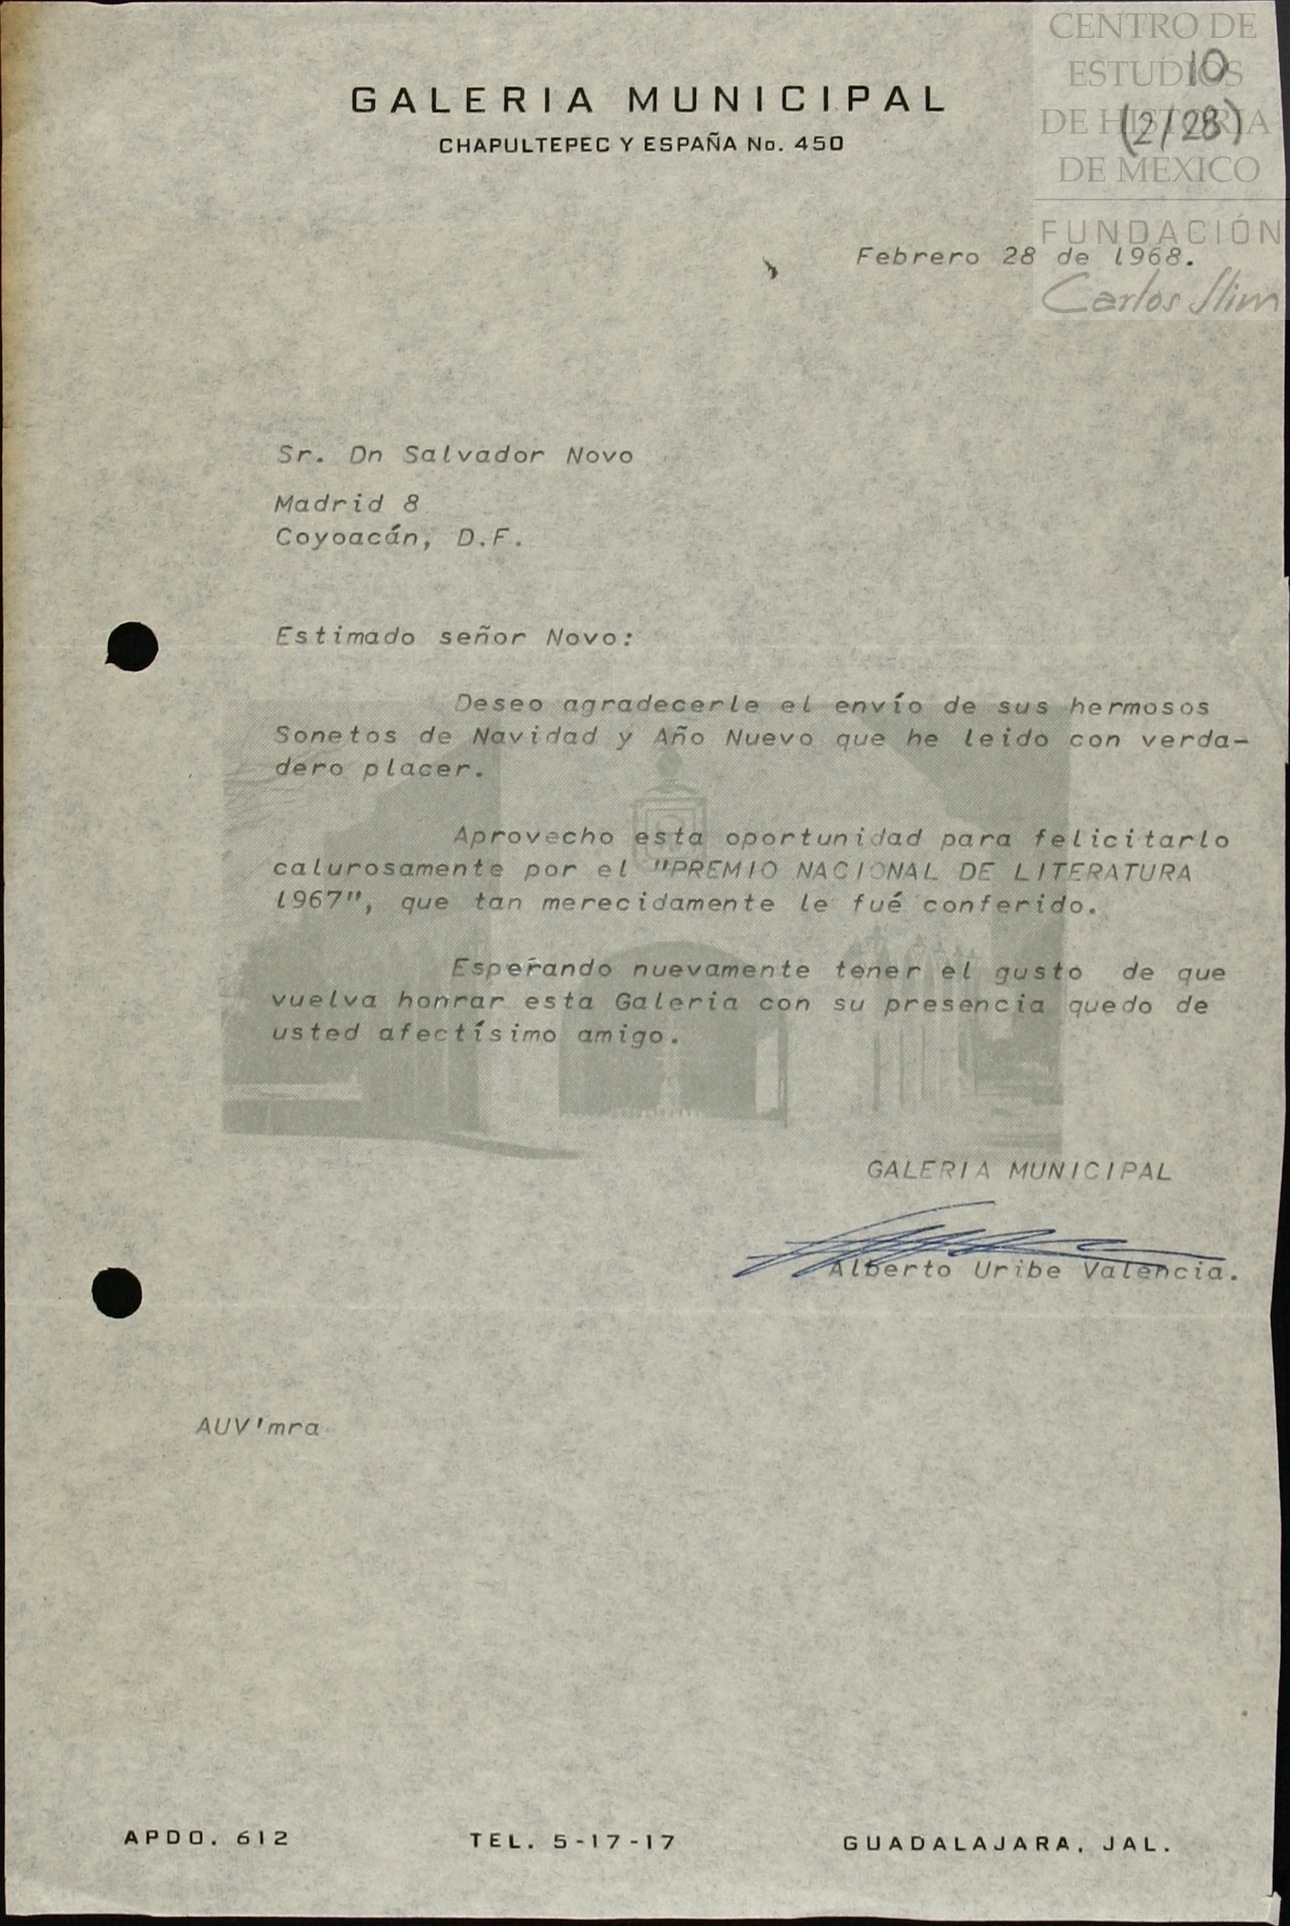 CENTRO DE
ESTUDIOS
DE HISTORIA
DE MEXICO
FUNDACIÓN
Carlos Slim
10
(2/28)
GALERIA MUNICIPAL
CHAPULTEPEC Y ESPAÑA No. 450
Febrero 28 de 1968.
Sr. Dn Salvador Novo
Madrid 8
Coyoacán, D.F.
Estimado señor Novo:
Deseo agradecerle el envío de sus hermosos
Sonetos de Navidad y Año Nuevo que he leido con verda-
dero placer.
Aprovecho esta oportunidad para felicitarlo
calurosamente por el "PREMIO NACIONAL DE LITERATURA
1967", que tan merecidamente le fué conferido.
Esperando nuevamente tener el gusto de que
vuelva honrar esta Galeria con su presencia quedo de
usted afectísimo amigo.
GALERIA MUNICIPAL
Alberto Uribe Valencia.
AUV'mra
APDO. 612 TEL. 5-17-17 GUADALAJARA, JAL.